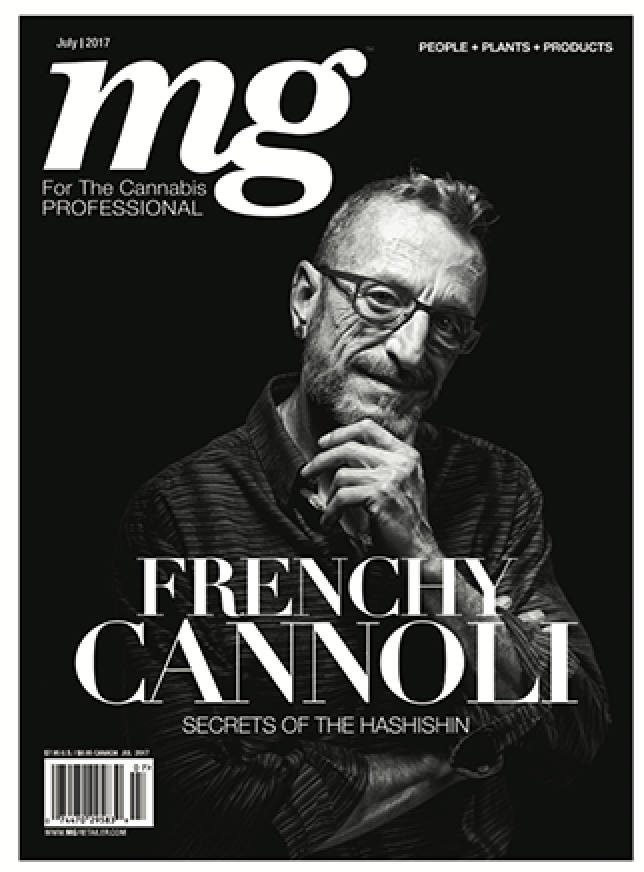 July | 2017
PEOPLE + PLANTS + PRODUCTS
mg
For The Cannabis
PROFESSIONAL
FRENCHY
CANNOLI
SECRETS OF THE HASHISHIN
WWW.MGRETAILER.COM